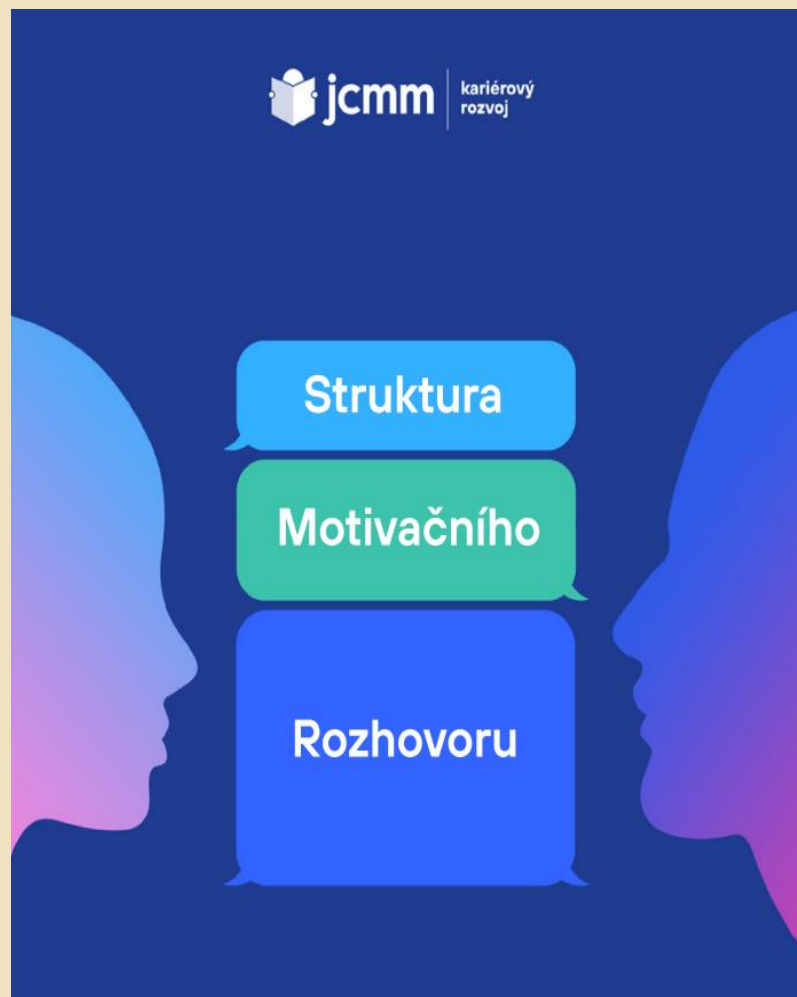 jcmm
kariérový
rozvoj
Struktura
Motivačního
Rozhovoru